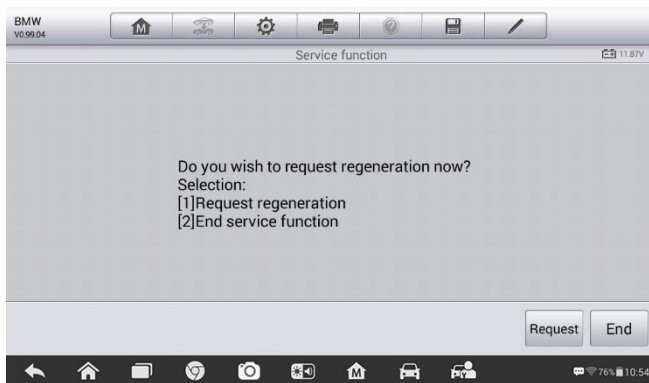 BMW
V0.99.04
Service function
11.87V
Do you wish to request regeneration now?
Selection:
[1]Request regeneration
[2]End service function
Request
End
76% 10:54